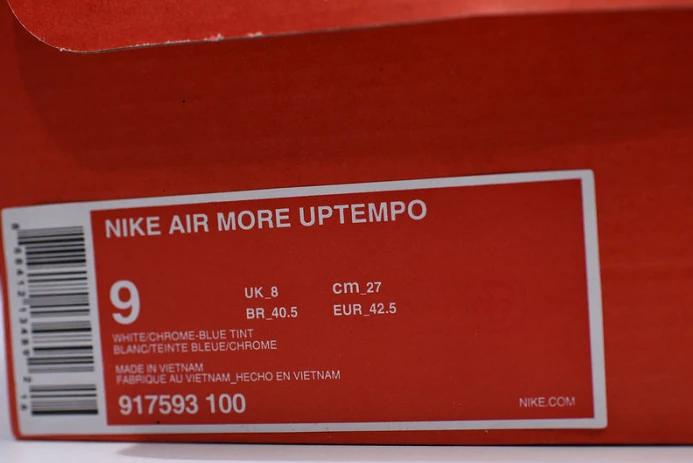 NIKE AIR MORE UPTEMPO
9
UK_8 cm_27
BR_40.5 EUR_42.5
WHITE/CHROME-BLUE TINT
BLANC/TEINTE BLEUE/CHROME
MADE IN VIETNAM
FABRIQUE AU VIETNAM_HECHO EN VIETNAM
917593 100
NIKE.COM